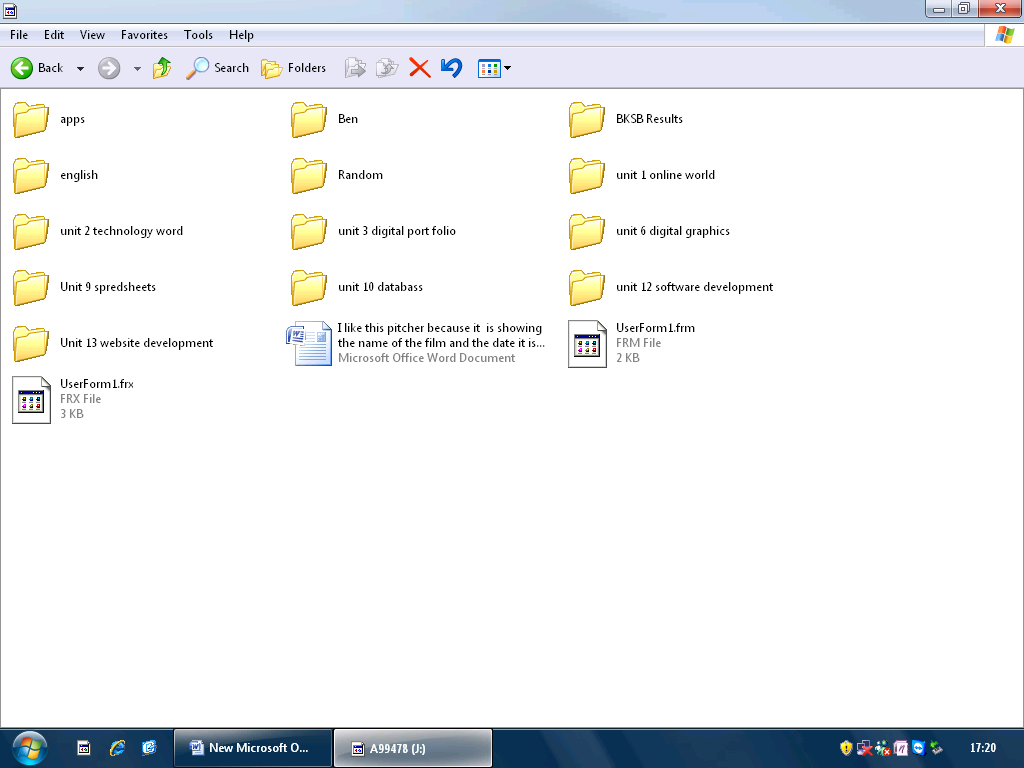 File Edit View Favorites Tools Help
Back Search Folders
apps Ben BKSB Results
english Random unit 1 online world
unit 2 technology word unit 3 digital port folio unit 6 digital graphics
Unit 9 spredsheets unit 10 databass unit 12 software development
Unit 13 website development
I like this pitcher because it is showing
the name of the film and the date it is...
Microsoft Office Word Document
UserForm1.frm
FRM File
2 KB
UserForm1.frx
FRX File
3 KB
New Microsoft O... A99478 (J:) 17:20